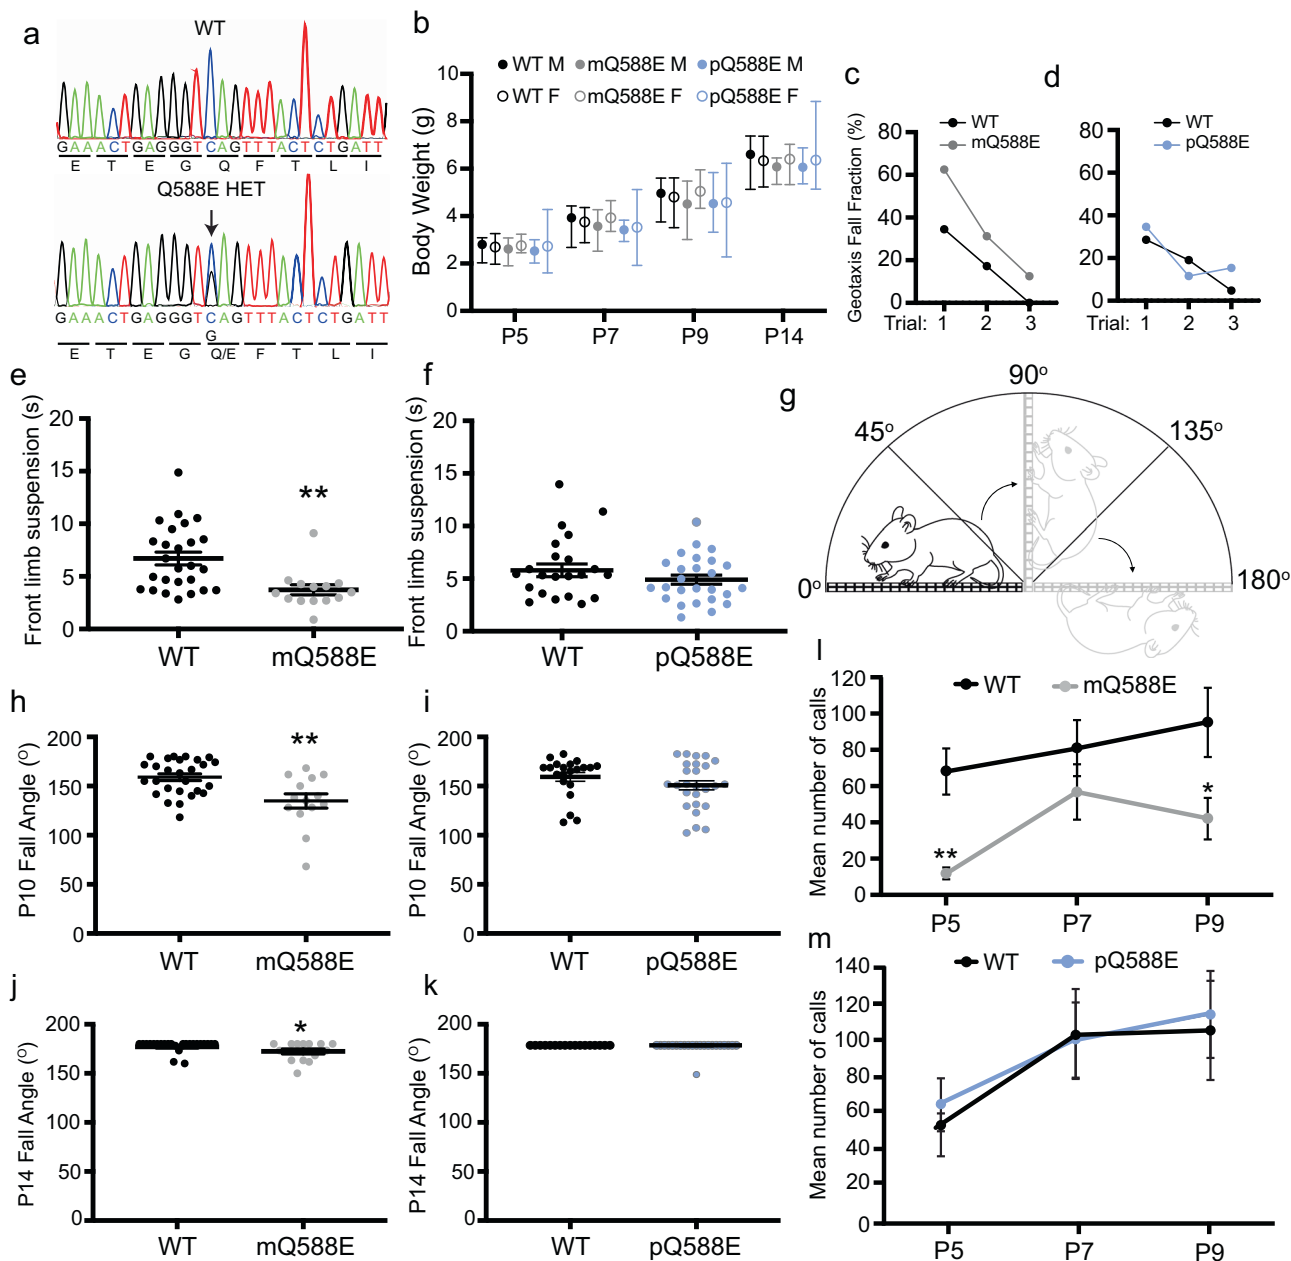 a
WT
GAAACTGAGGGTCAGTTTACTCTGATT
E T E G Q F T L I
Q588E HET
GAAACTGAGGGTCAGTTTACTCTGATT
G
E T E G Q/E F T L I
b
WT M mQ588E M pQ588E M
WT F mQ588E F pQ588E F
Body Weight (g)
10
8
6
4
2
0
P5 P7 P9 P14
c
WT
mQ588E
Geotaxis Fall Fraction (%)
80
60
40
20
0
Trial: 1 2 3
d
WT
pQ588E
80
60
40
20
0
Trial: 1 2 3
e
Front limb suspension (s)
20
15
10
5
0
**
WT mQ588E
f
Front limb suspension (s)
20
15
10
5
0
WT pQ588E
g
0o
45o
90o
135o
180o
h
P10 Fall Angle (O)
200
150
100
50
0
**
WT mQ588E
i
P10 Fall Angle (O)
200
150
100
50
0
WT pQ588E
j
P14 Fall Angle (O)
200
150
100
50
0
*
WT mQ588E
k
P14 Fall Angle (O)
200
150
100
50
0
WT pQ588E
l
WT mQ588E
Mean number of calls
120
100
80
60
40
20
0
**
*
P5 P7 P9
m
WT pQ588E
Mean number of calls
140
120
100
80
60
40
20
0
P5 P7 P9